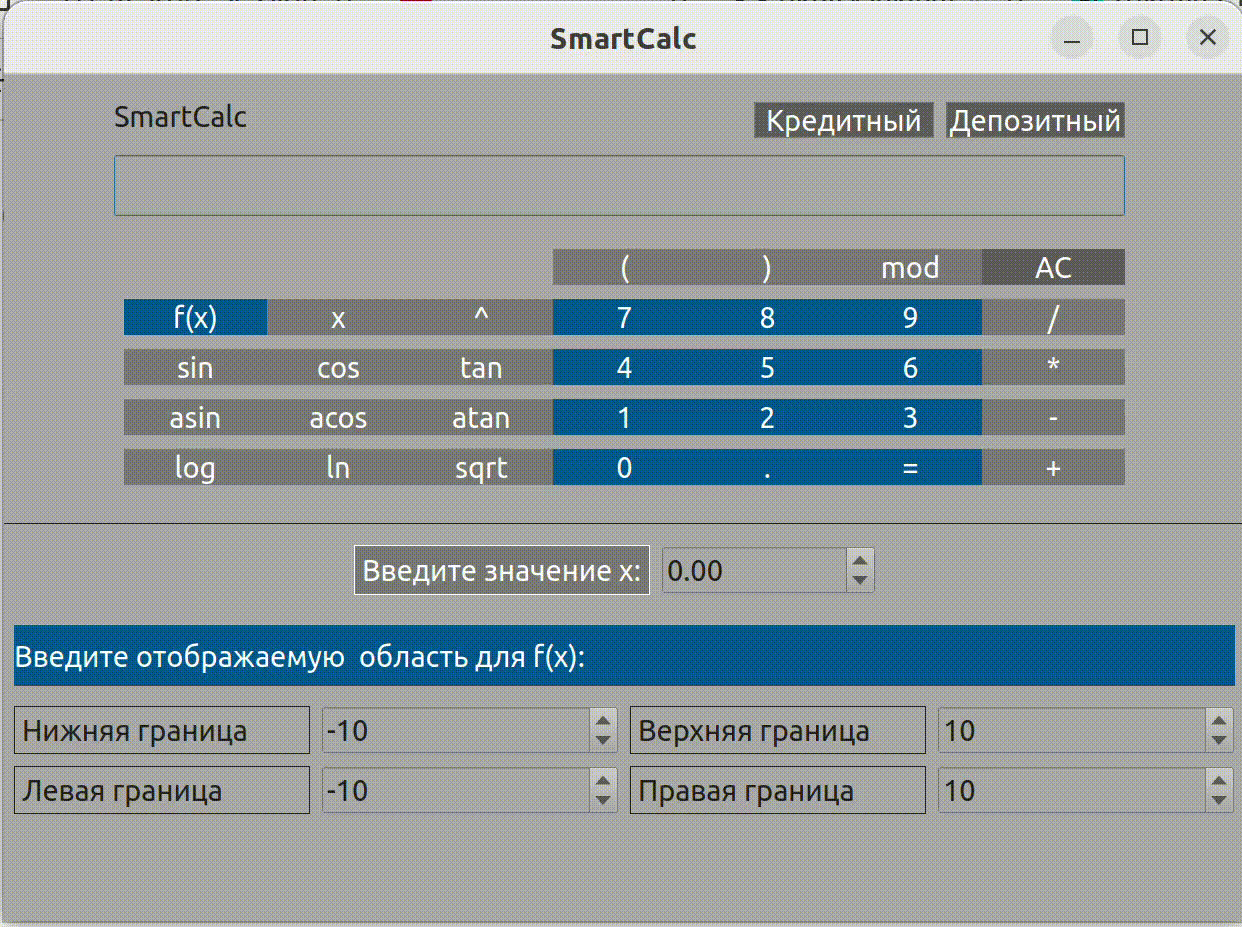 SmartCalc
SmartCalc Кредитный Депозитный
( ) mod AC
f(x) x ^ 7 8 9 /
sin cos tan 4 5 6 *
asin acos atan 1 2 3 -
log ln sqrt 0 . = +
Введите значение x: 0.00
Введите отображаемую область для f(x):
Нижняя граница -10 Верхняя граница 10
Левая граница -10 Правая граница 10